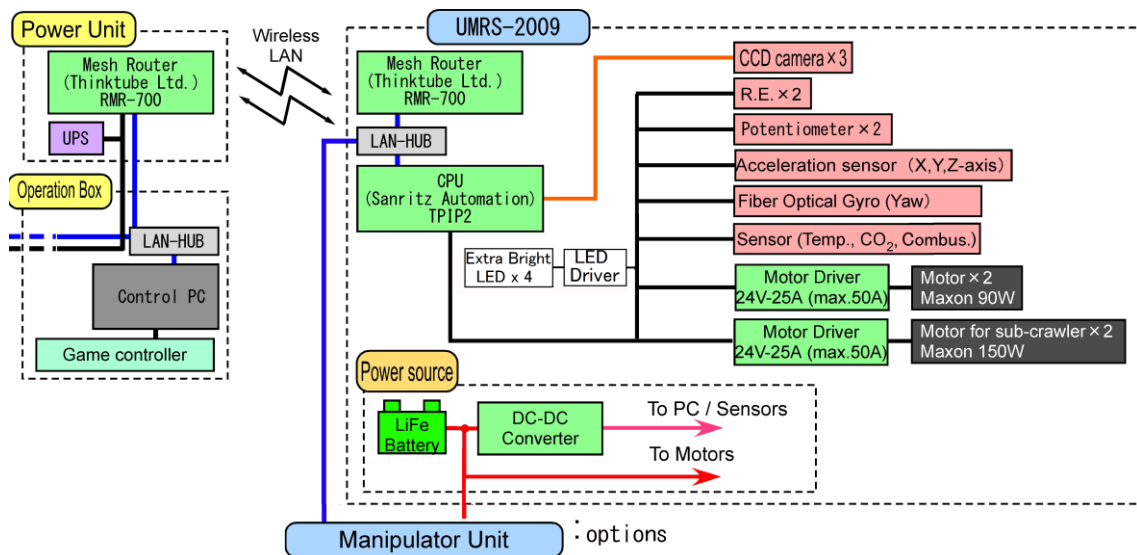 Power Unit
Mesh Router
(Thinktube Ltd.)
RMR-700
UPS
Operation Box
LAN-HUB
Control PC
Game controller
Wireless
LAN
UMRS-2009
Mesh Router
(Thinktube Ltd.)
RMR-700
LAN-HUB
CPU
(Sanritz Automation)
TPIP2
Extra Bright
LED x 4
LED
Driver
CCD camera×3
R.E.×2
Potentiometer×2
Acceleration sensor (X,Y,Z-axis)
Fiber Optical Gyro (Yaw)
Sensor (Temp., CO2, Combus.)
Motor Driver
24V-25A (max.50A)
Motor×2
Maxon 90W
Motor Driver
24V-25A (max.50A)
Motor for sub-crawler×2
Maxon 150W
Power source
LiFe
Battery
DC-DC
Converter
To PC / Sensors
To Motors
Manipulator Unit
:options